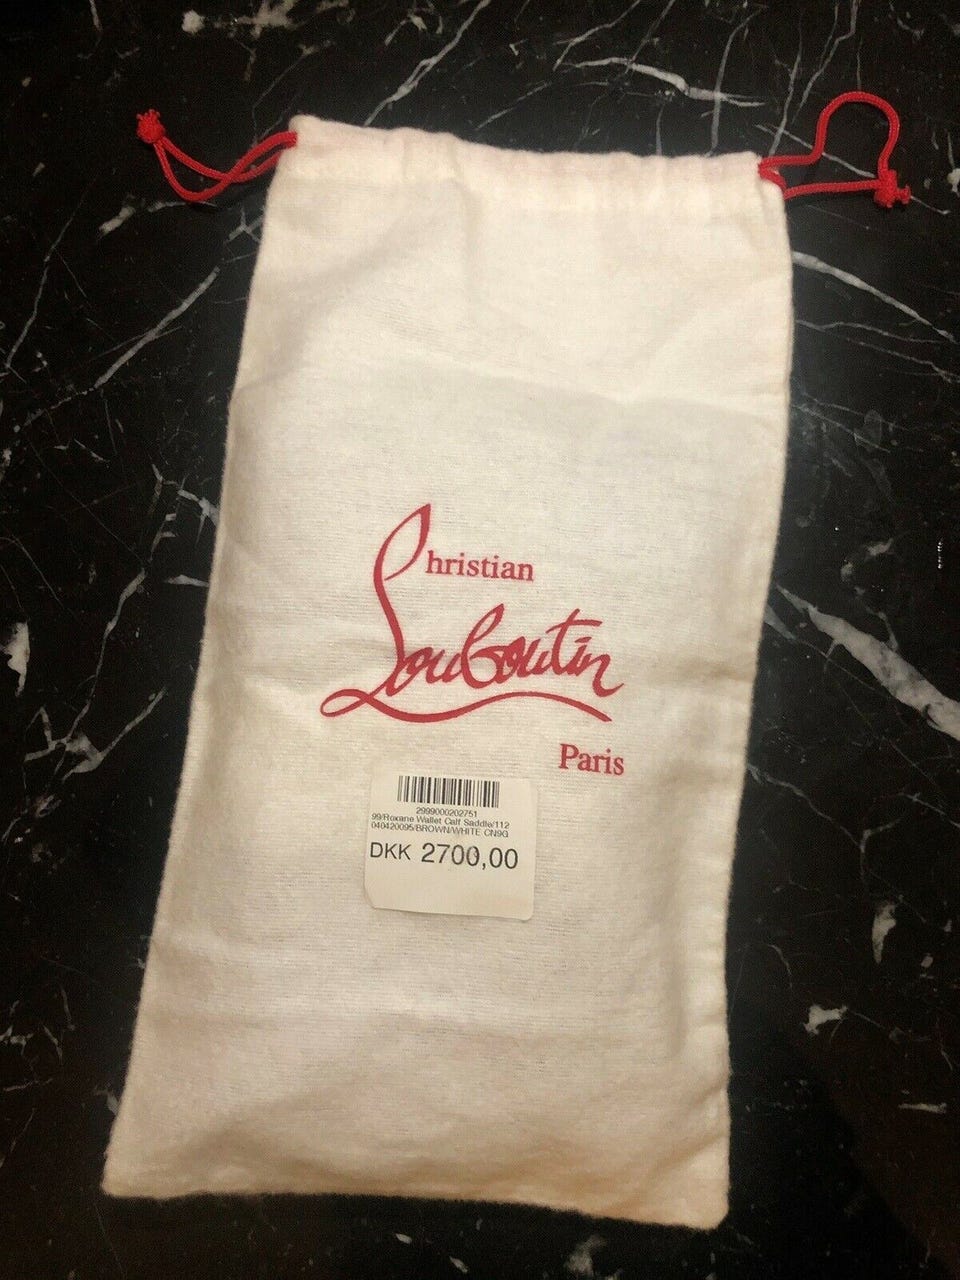 Christian
Louboutin
Paris
2999000202751
99/Roxane Wallet Calf Saddle/112
040420095/BROWN/WHITE CN9G
DKK 2700,00